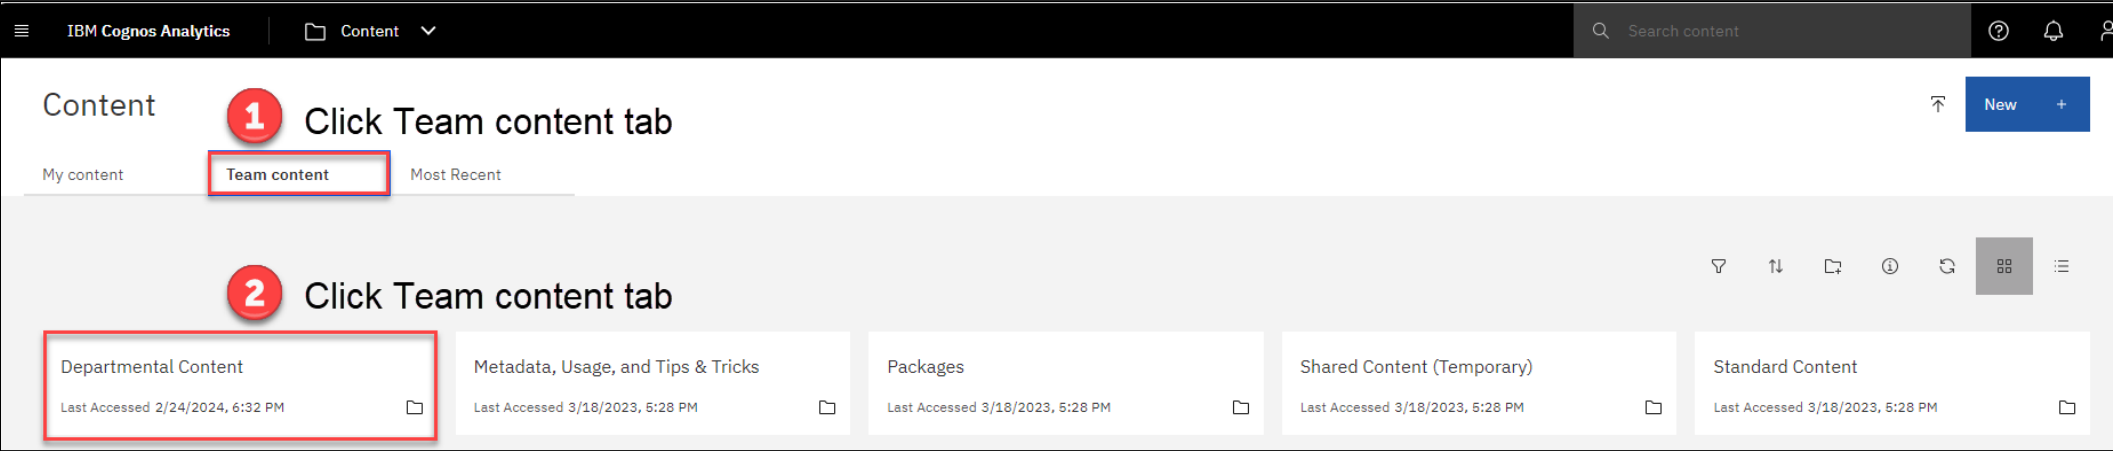 IBM Cognos Analytics Content Search content
Content 1 Click Team content tab New +
My content Team content Most Recent
2 Click Team content tab
Departmental Content Metadata, Usage, and Tips & Tricks Packages Shared Content (Temporary) Standard Content
Last Accessed 2/24/2024, 6:32 PM Last Accessed 3/18/2023, 5:28 PM Last Accessed 3/18/2023, 5:28 PM Last Accessed 3/18/2023, 5:28 PM Last Accessed 3/18/2023, 5:28 PM